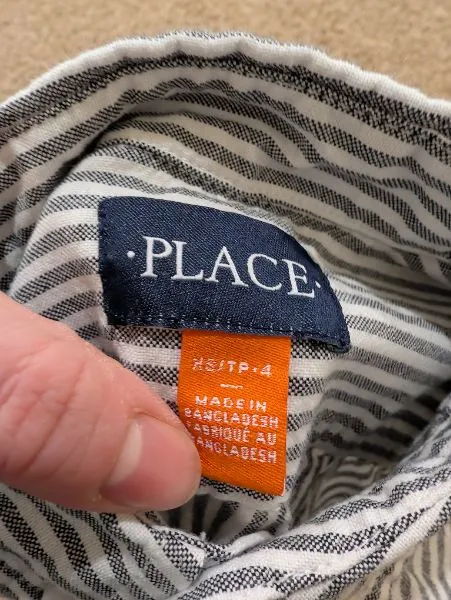 ·PLACE·
XS/TP·4
MADE IN
BANGLADESH
FABRIQUÉ AU
BANGLADESH